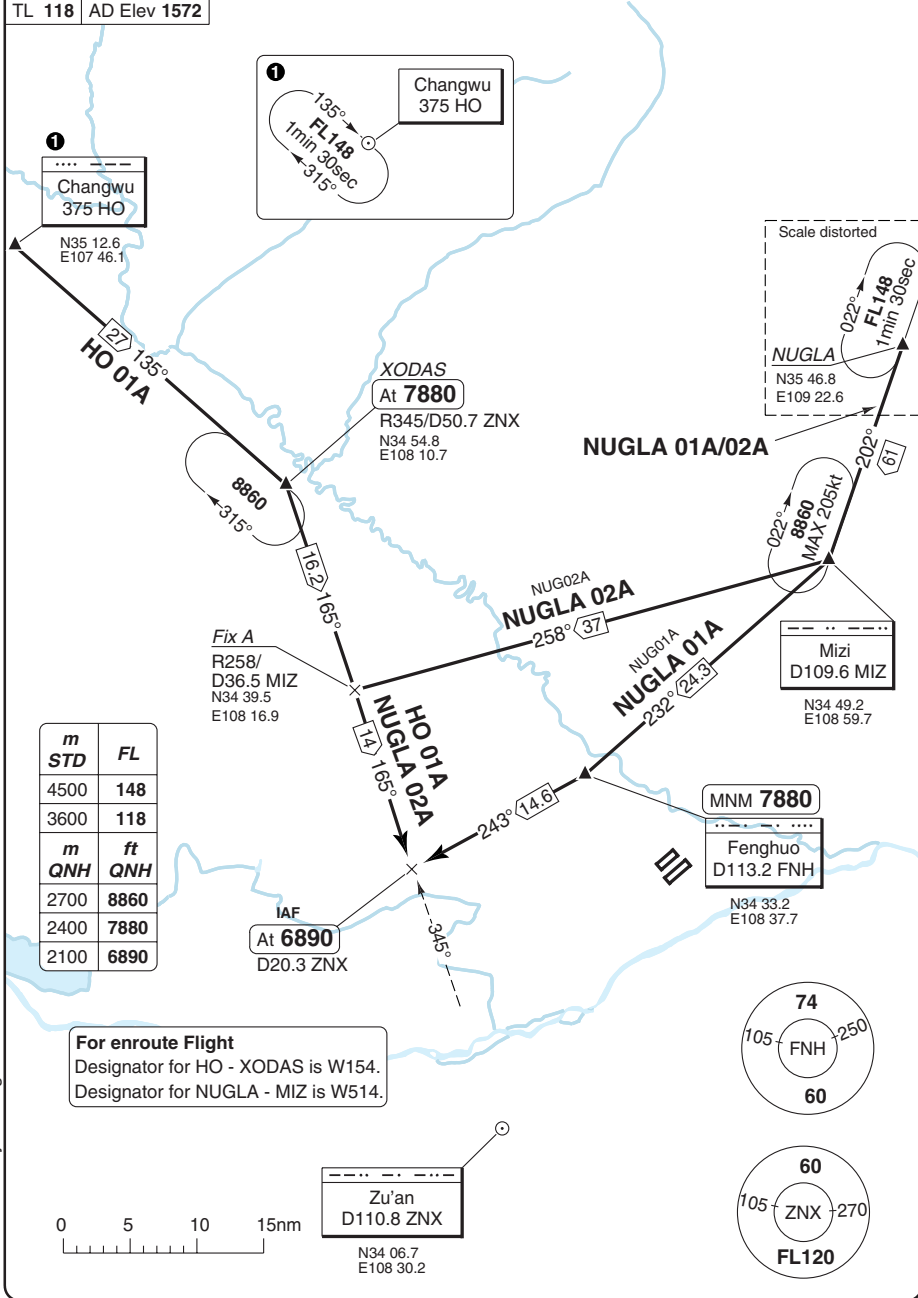 TL 118 AD Elev 1572
❶
Changwu
375 HO
135°
FL148
1min 30sec
315°
❶
Changwu
375 HO
N35 12.6
E107 46.1
Scale distorted
022°
FL148
1min 30sec
NUGLA
N35 46.8
E109 22.6
27
135°
HO 01A
XODAS
At 7880
R345/D50.7 ZNX
N34 54.8
E108 10.7
NUGLA 01A/02A
202°
61
8860
315°
022°
8860
MAX 205kt
16.2
165°
NUG02A
NUGLA 02A
258°
37
NUG01A
NUGLA 01A
232°
24.3
Mizi
D109.6 MIZ
N34 49.2
E108 59.7
Fix A
R258/
D36.5 MIZ
N34 39.5
E108 16.9
HO 01A
NUGLA 02A
14
165°
243°
14.6
MNM 7880
Fenghuo
D113.2 FNH
N34 33.2
E108 37.7
m STD FL
4500 148
3600 118
m QNH ft QNH
2700 8860
2400 7880
2100 6890
IAF
At 6890
D20.3 ZNX
345°
For enroute Flight
Designator for HO - XODAS is W154.
Designator for NUGLA - MIZ is W514.
74
105 FNH 250
60
60
105 ZNX 270
FL120
Zu'an
D110.8 ZNX
N34 06.7
E108 30.2
0 5 10 15nm